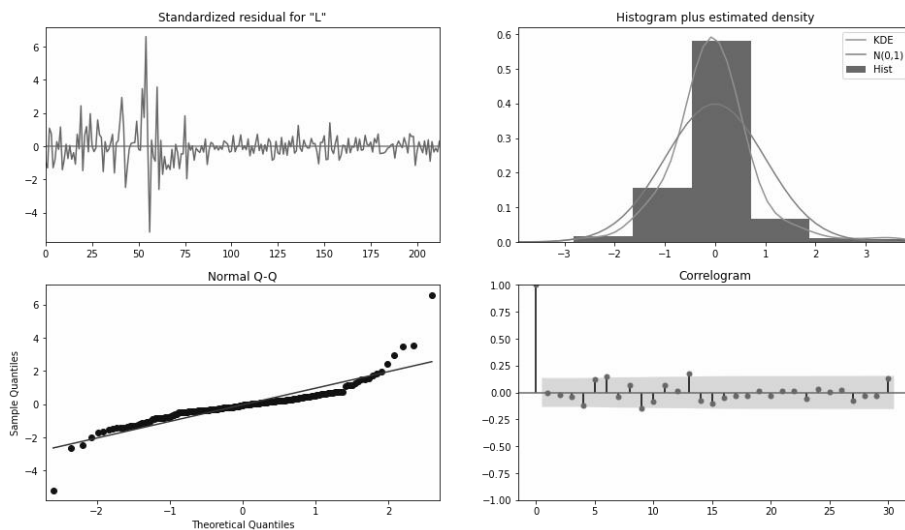 Standardized residual for "L"
6
4
2
0
−2
−4
0 25 50 75 100 125 150 175 200
Histogram plus estimated density
KDE
N(0,1)
Hist
0.6
0.5
0.4
0.3
0.2
0.1
0.0
−3 −2 −1 0 1 2 3
Normal Q-Q
Sample Quantiles
6
4
2
0
−2
−4
−2 −1 0 1 2
Theoretical Quantiles
Correlogram
1.00
0.75
0.50
0.25
0.00
−0.25
−0.50
−0.75
−1.00
0 5 10 15 20 25 30